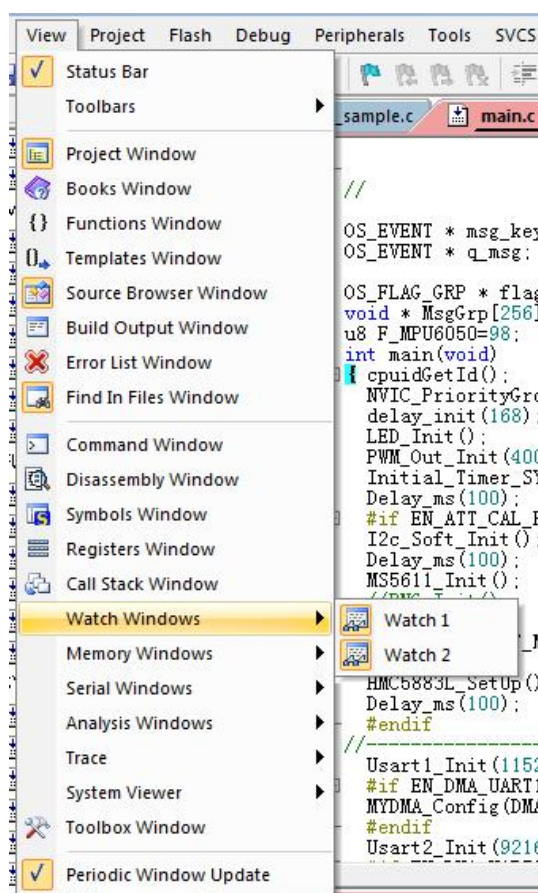 View Project Flash Debug Peripherals Tools SVCS
Status Bar
Toolbars
_sample.c main.c
Project Window
Books Window
//
Functions Window
OS_EVENT * msg_key
Templates Window
OS_EVENT * q_msg;
Source Browser Window
OS_FLAG_GRP * flag
void * MsgGrp[256]
Build Output Window
u8 F_MPU6050=98;
Error List Window
int main(void)
{ cpuidGetId();
Find In Files Window
NVIC_PriorityGro
delay_init(168);
Command Window
LED_Init();
PWM_Out_Init(400
Disassembly Window
Initial_Timer_SY
Delay_ms(100);
Symbols Window
#if EN_ATT_CAL_F
I2c_Soft_Init();
Registers Window
Delay_ms(100);
Call Stack Window
MS5611_Init();
Watch Windows
Watch 1
Watch 2
Memory Windows
Serial Windows
HMC5883L_SetUp()
Delay_ms(100);
Analysis Windows
#endif
//
Trace
Usart1_Init(1152
System Viewer
#if EN_DMA_UART1
MYDMA_Config(DMA
Toolbox Window
#endif
Usart2_Init(9216
Periodic Window Update